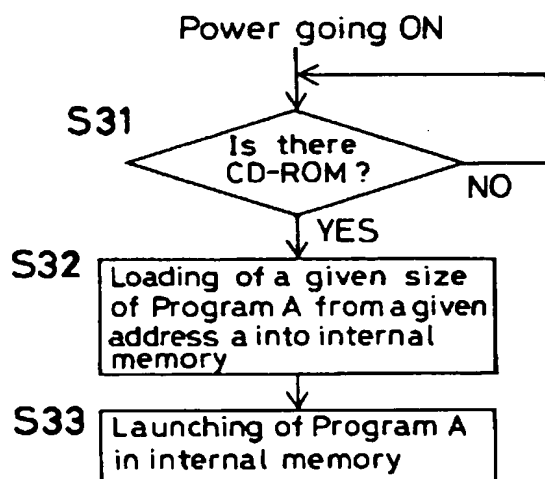 Power going ON
S31
Is there
CD-ROM?
NO
YES
S32
Loading of a given size
of Program A from a given
address a into internal
memory
S33
Launching of Program A
in internal memory